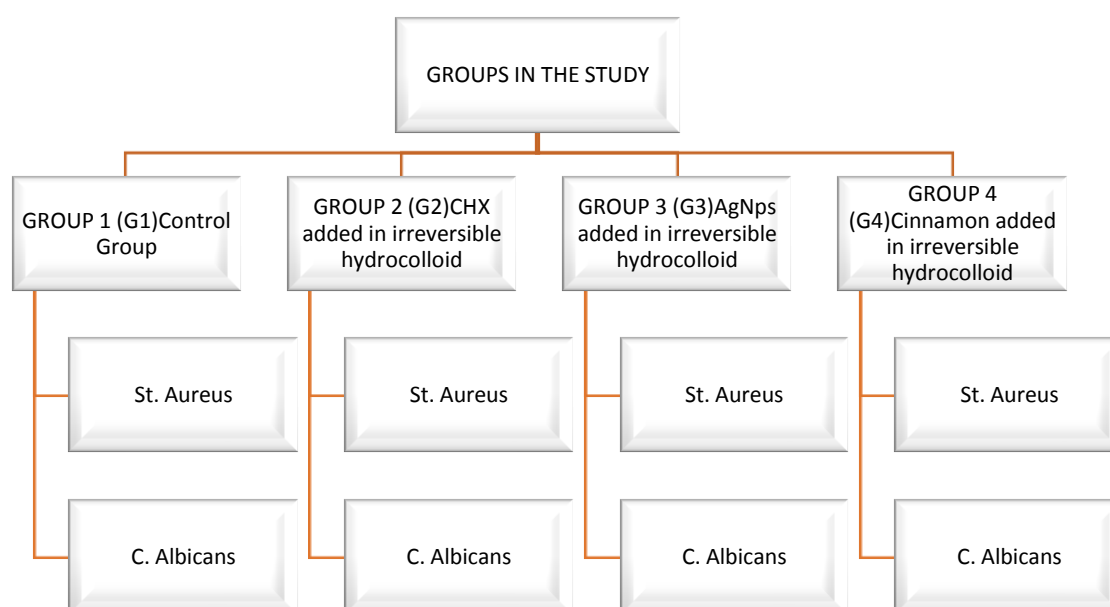 GROUPS IN THE STUDY
GROUP 1 (G1)Control
Group
GROUP 2 (G2)CHX
added in irreversible
hydrocolloid
GROUP 3 (G3)AgNps
added in irreversible
hydrocolloid
GROUP 4
(G4)Cinnamon added
in irreversible
hydrocolloid
St. Aureus
St. Aureus
St. Aureus
St. Aureus
C. Albicans
C. Albicans
C. Albicans
C. Albicans